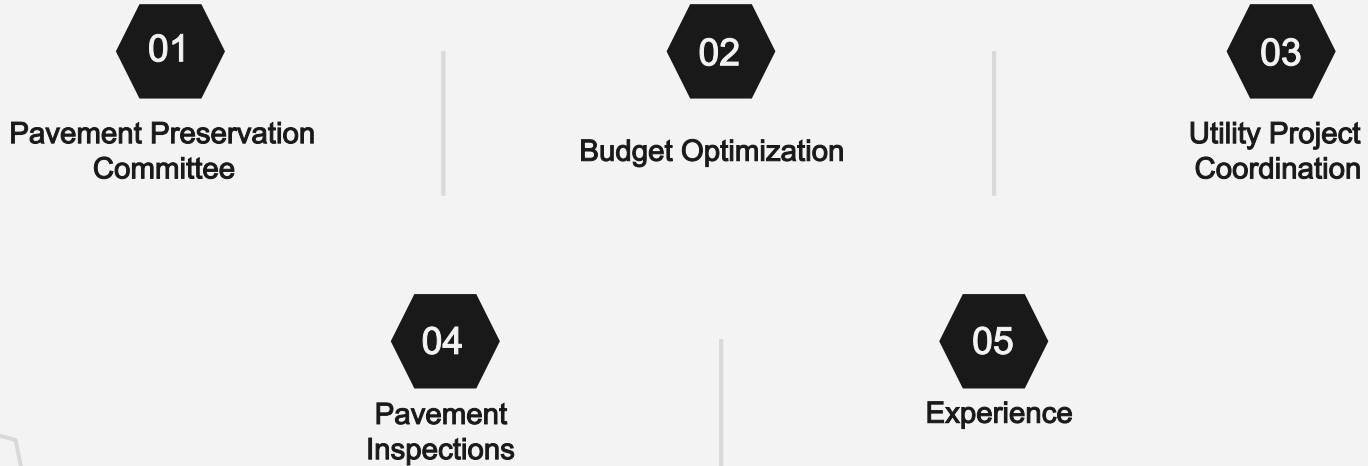 01
Pavement Preservation
Committee
02
Budget Optimization
03
Utility Project
Coordination
04
Pavement
Inspections
05
Experience